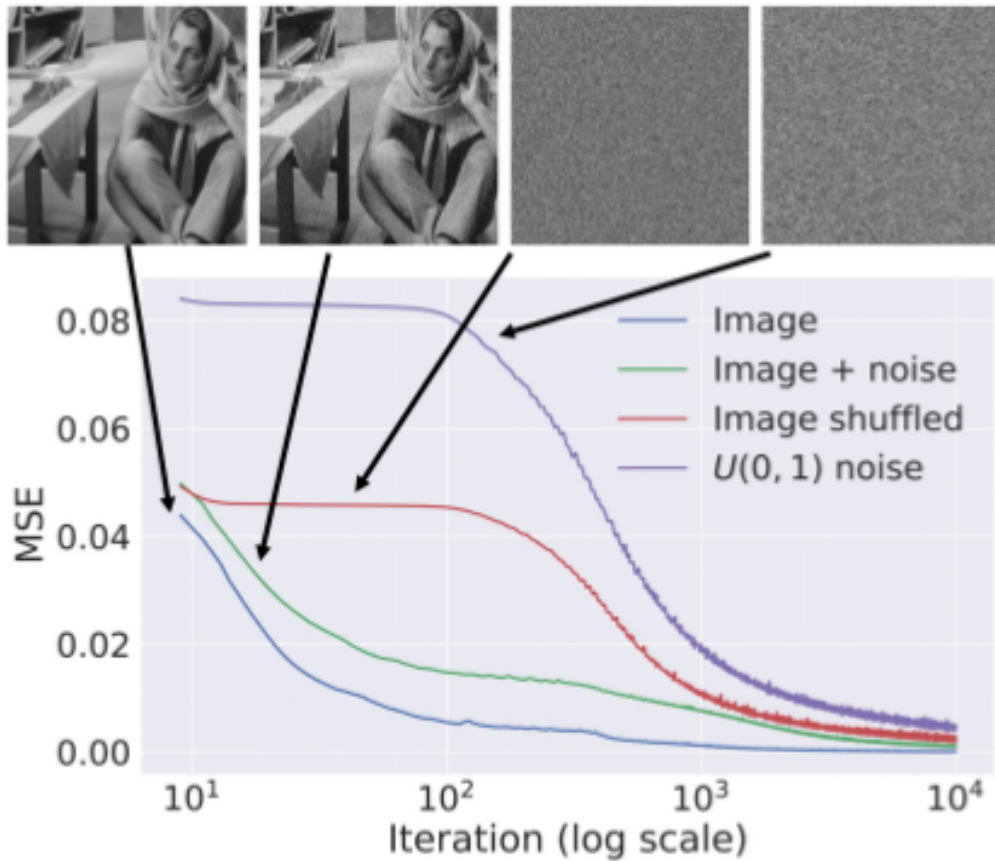 0.08
0.06
0.04
0.02
0.00
MSE
Image
Image + noise
Image shuffled
U(0, 1) noise
10¹ 10² 10³ 10⁴
Iteration (log scale)